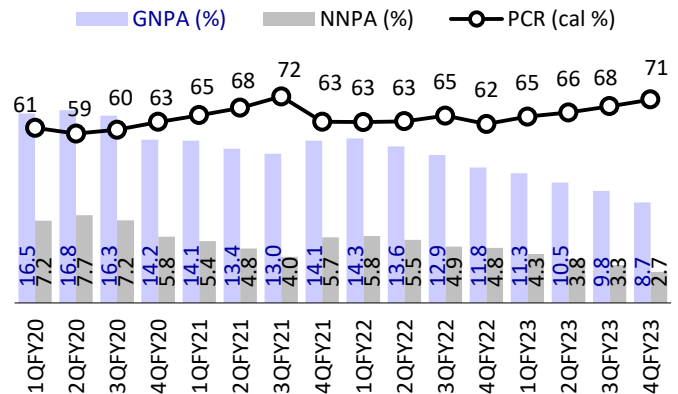 GNPA (%) NNPA (%) PCR (cal %)
61 59 60 63 65 68 72 63 63 63 65 62 65 66 68 71
16.5 16.8 16.3 14.2 14.1 13.4 13.0 14.1 14.3 13.6 12.9 11.8 11.3 10.5 9.8 8.7
7.2 7.7 7.2 5.8 5.4 4.8 4.0 5.7 5.8 5.5 4.9 4.8 4.3 3.8 3.3 2.7
1QFY20 2QFY20 3QFY20 4QFY20 1QFY21 2QFY21 3QFY21 4QFY21 1QFY22 2QFY22 3QFY22 4QFY22 1QFY23 2QFY23 3QFY23 4QFY23